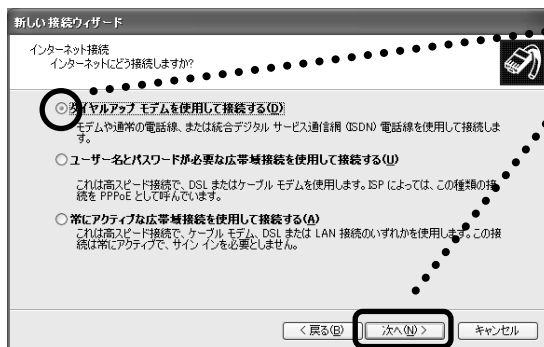 新しい接続ウィザード
インターネット接続
インターネットにどう接続しますか?
ダイヤルアップ モデムを使用して接続する(D)
モデムや通常の電話線、または統合デジタル サービス通信網 (ISDN) 電話線を使用して接続しま
す。
ユーザー名とパスワードが必要な広帯域接続を使用して接続する(U)
これは高スピード接続で、DSL またはケーブル モデムを使用します。ISP によっては、この種類の接
続を PPPoE として呼んでいます。
常にアクティブな広帯域接続を使用して接続する(A)
これは高スピード接続で、ケーブル モデム、DSL または LAN 接続のいずれかを使用します。この接
続は常にアクティブで、サイン インを必要としません。
< 戻る(B)
次へ(N) >
キャンセル